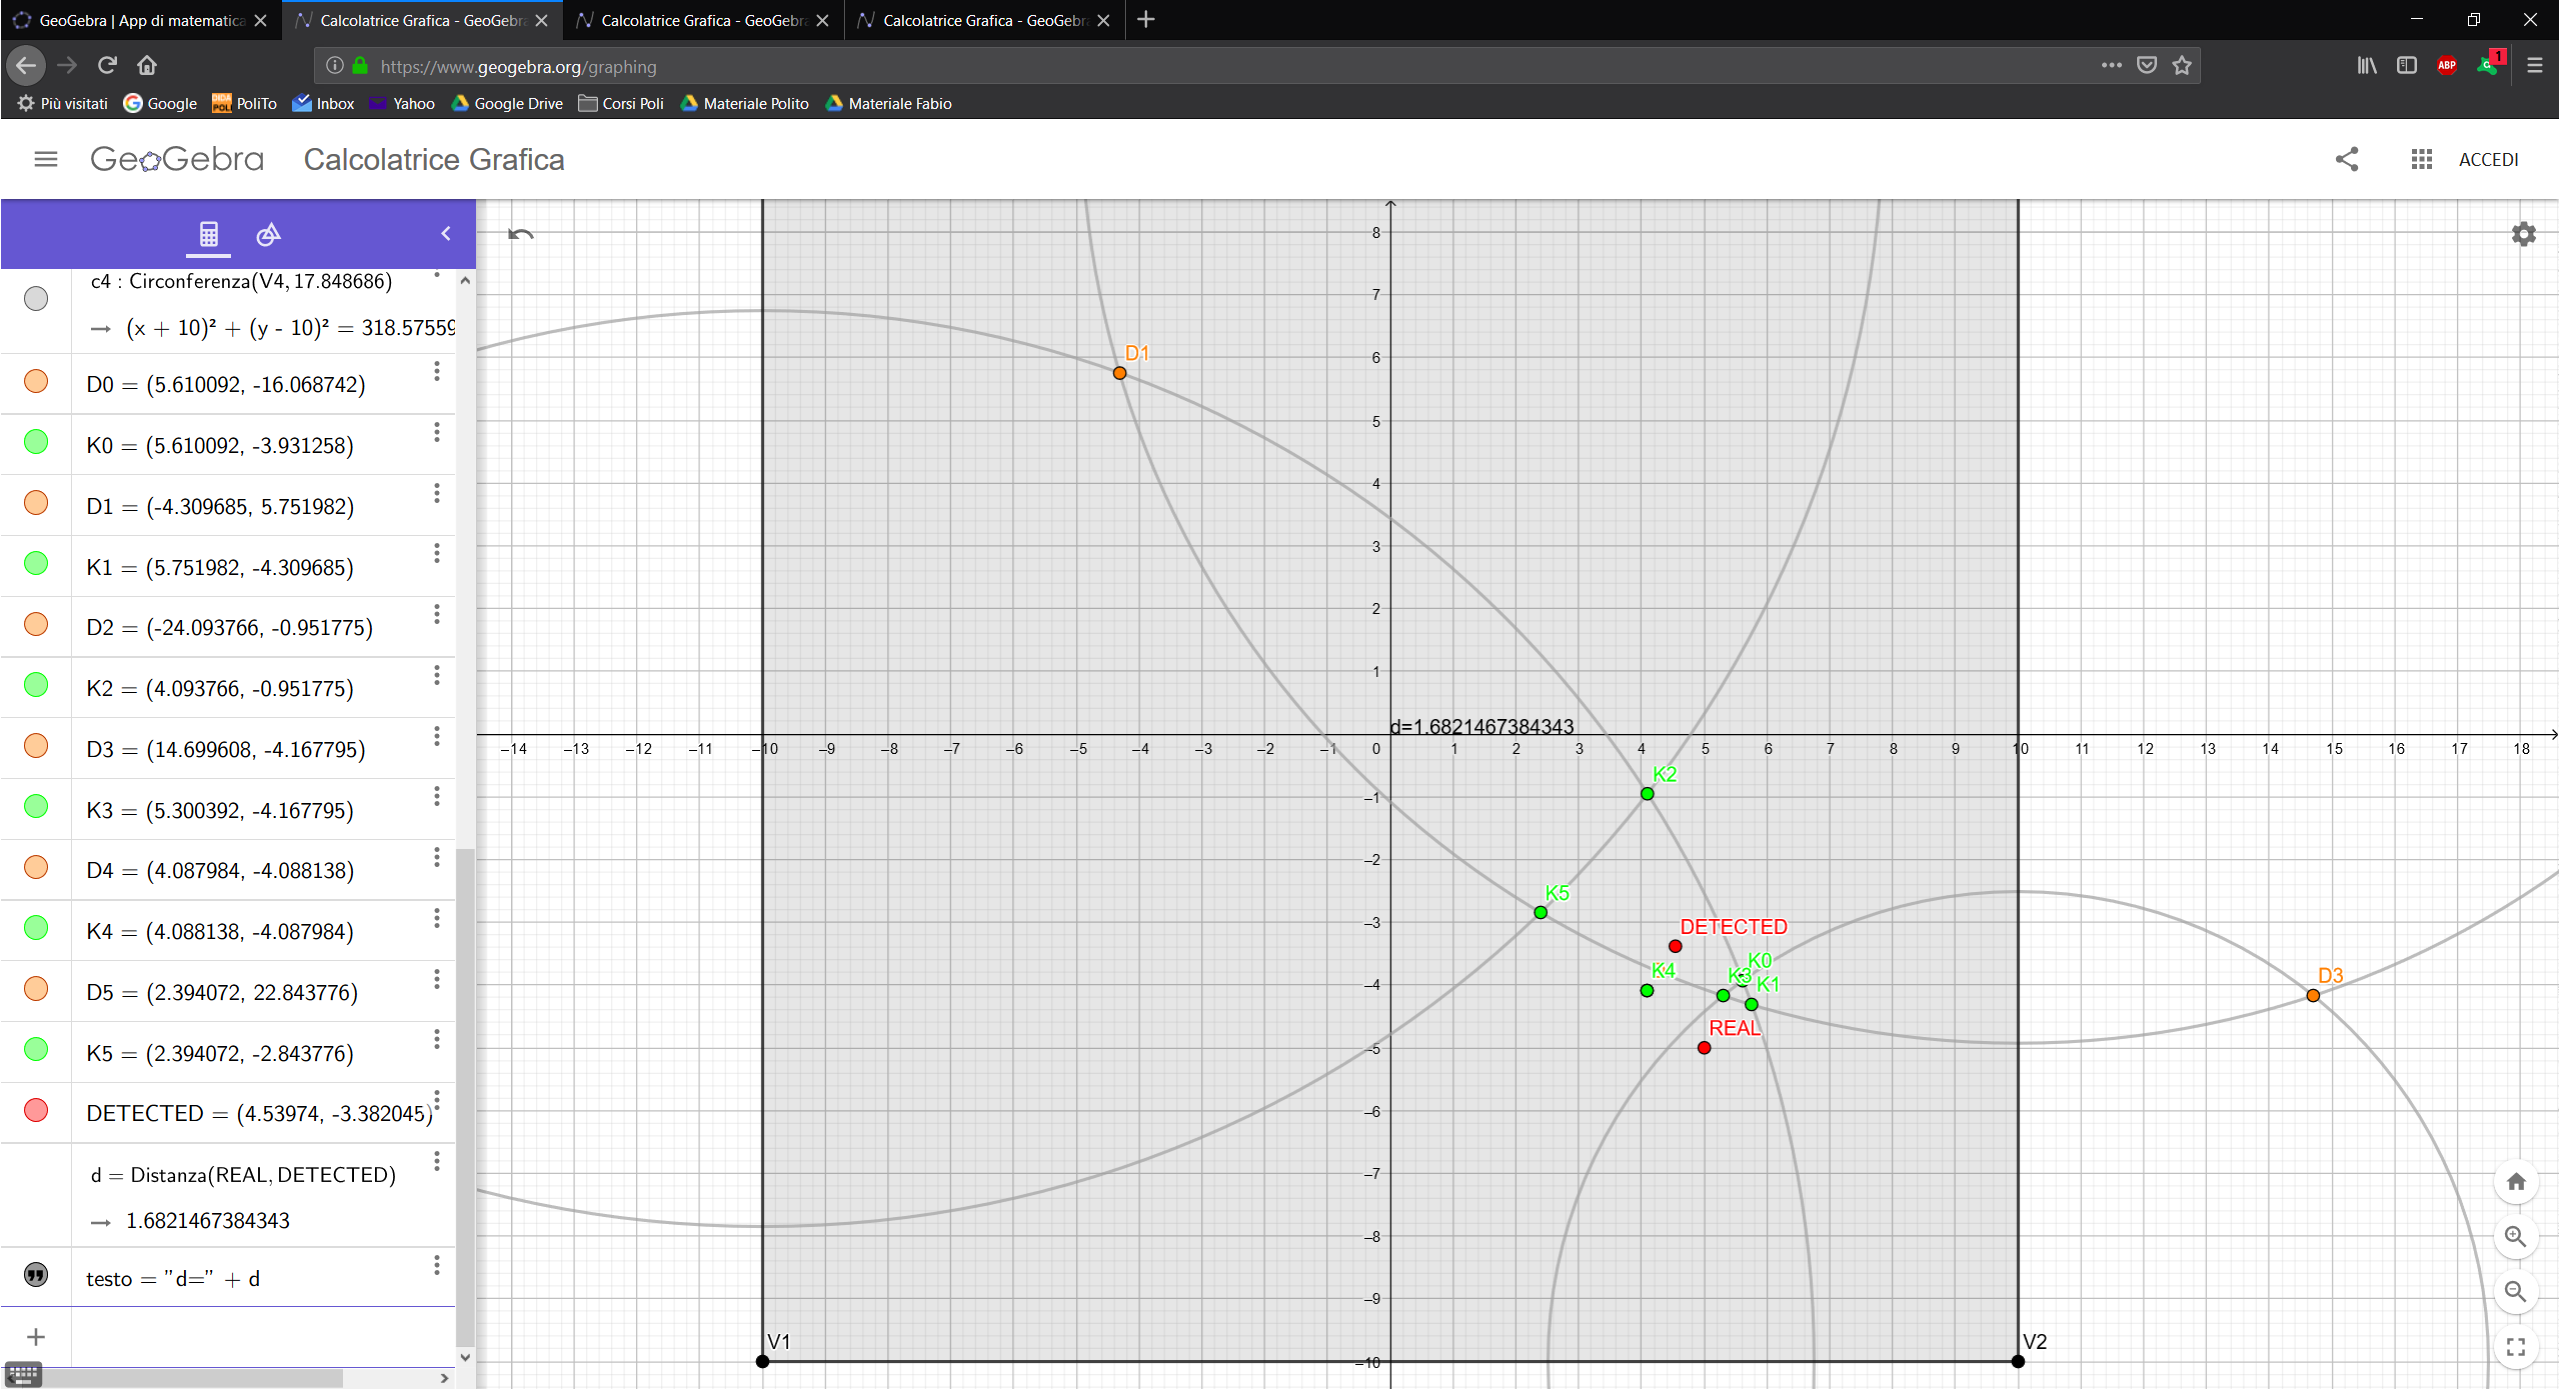 GeoGebra | App di matematica
Calcolatrice Grafica - GeoGebra
Calcolatrice Grafica - GeoGebra
Calcolatrice Grafica - GeoGebra
https://www.geogebra.org/graphing
ABP
1
Più visitati Google PoliTo Inbox Yahoo Google Drive Corsi Poli Materiale Polito Materiale Fabio
GeoGebra Calcolatrice Grafica
ACCEDI
c4 : Circonferenza(V4, 17.848686)
→ (x + 10)² + (y - 10)² = 318.57559
D0 = (5.610092, -16.068742)
K0 = (5.610092, -3.931258)
D1 = (-4.309685, 5.751982)
K1 = (5.751982, -4.309685)
D2 = (-24.093766, -0.951775)
K2 = (4.093766, -0.951775)
D3 = (14.699608, -4.167795)
K3 = (5.300392, -4.167795)
D4 = (4.087984, -4.088138)
K4 = (4.088138, -4.087984)
D5 = (2.394072, 22.843776)
K5 = (2.394072, -2.843776)
DETECTED = (4.53974, -3.382045)
d = Distanza(REAL, DETECTED)
→ 1.6821467384343
testo = "d=" + d
8
7
D1
6
5
4
3
2
1
d=1.6821467384343
–14 –13 –12 –11 –10 –9 –8 –7 –6 –5 –4 –3 –2 –1 0 1 2 3 4 5 6 7 8 9 10 11 12 13 14 15 16 17 18
K2
–1
–2
K5
–3
DETECTED
K0
K4
K3
D3
–4
K1
REAL
–5
–6
–7
–8
–9
V1
V2
–10